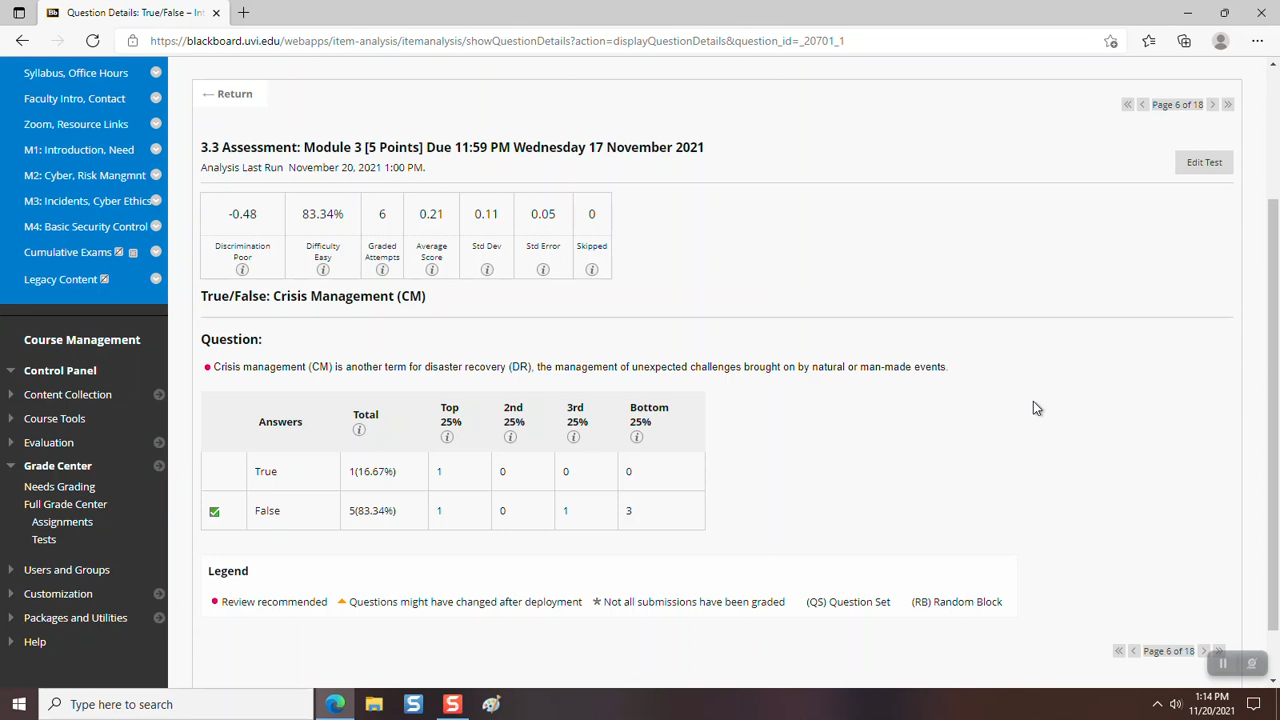 Question Details: True/False – Int
https://blackboard.uvi.edu/webapps/item-analysis/itemanalysis/showQuestionDetails?action=displayQuestionDetails&question_id=_20701_1
Syllabus, Office Hours
Faculty Intro, Contact
Zoom, Resource Links
M1: Introduction, Need
M2: Cyber, Risk Mangmnt
M3: Incidents, Cyber Ethics
M4: Basic Security Control
Cumulative Exams
Legacy Content
Course Management
Control Panel
Content Collection
Course Tools
Evaluation
Grade Center
Needs Grading
Full Grade Center
Assignments
Tests
Users and Groups
Customization
Packages and Utilities
Help
← Return
Page 6 of 18
3.3 Assessment: Module 3 [5 Points] Due 11:59 PM Wednesday 17 November 2021
Analysis Last Run November 20, 2021 1:00 PM.
Edit Test
-0.48 83.34% 6 0.21 0.11 0.05 0
Discrimination Difficulty Graded Average Std Dev Std Error Skipped
Poor Easy Attempts Score
True/False: Crisis Management (CM)
Question:
Crisis management (CM) is another term for disaster recovery (DR), the management of unexpected challenges brought on by natural or man-made events.
Answers Total Top 2nd 3rd Bottom
25% 25% 25% 25%
True 1(16.67%) 1 0 0 0
False 5(83.34%) 1 0 1 3
Legend
Review recommended Questions might have changed after deployment Not all submissions have been graded (QS) Question Set (RB) Random Block
Page 6 of 18
Type here to search
1:14 PM
11/20/2021